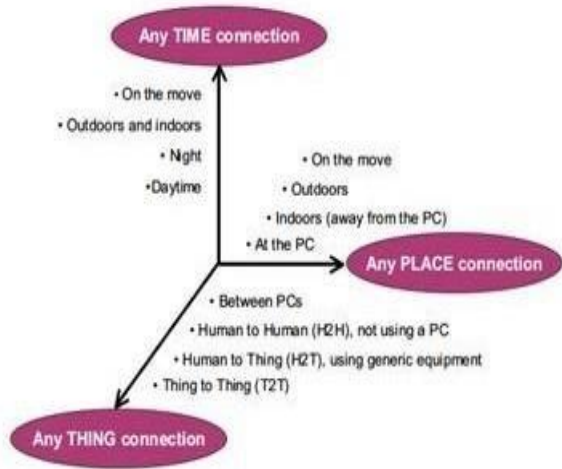 Any TIME connection
• On the move
• Outdoors and indoors
• Night
•Daytime
• On the move
• Outdoors
• Indoors (away from the PC)
• At the PC
Any PLACE connection
• Between PCs
• Human to Human (H2H), not using a PC
• Human to Thing (H2T), using generic equipment
• Thing to Thing (T2T)
Any THING connection